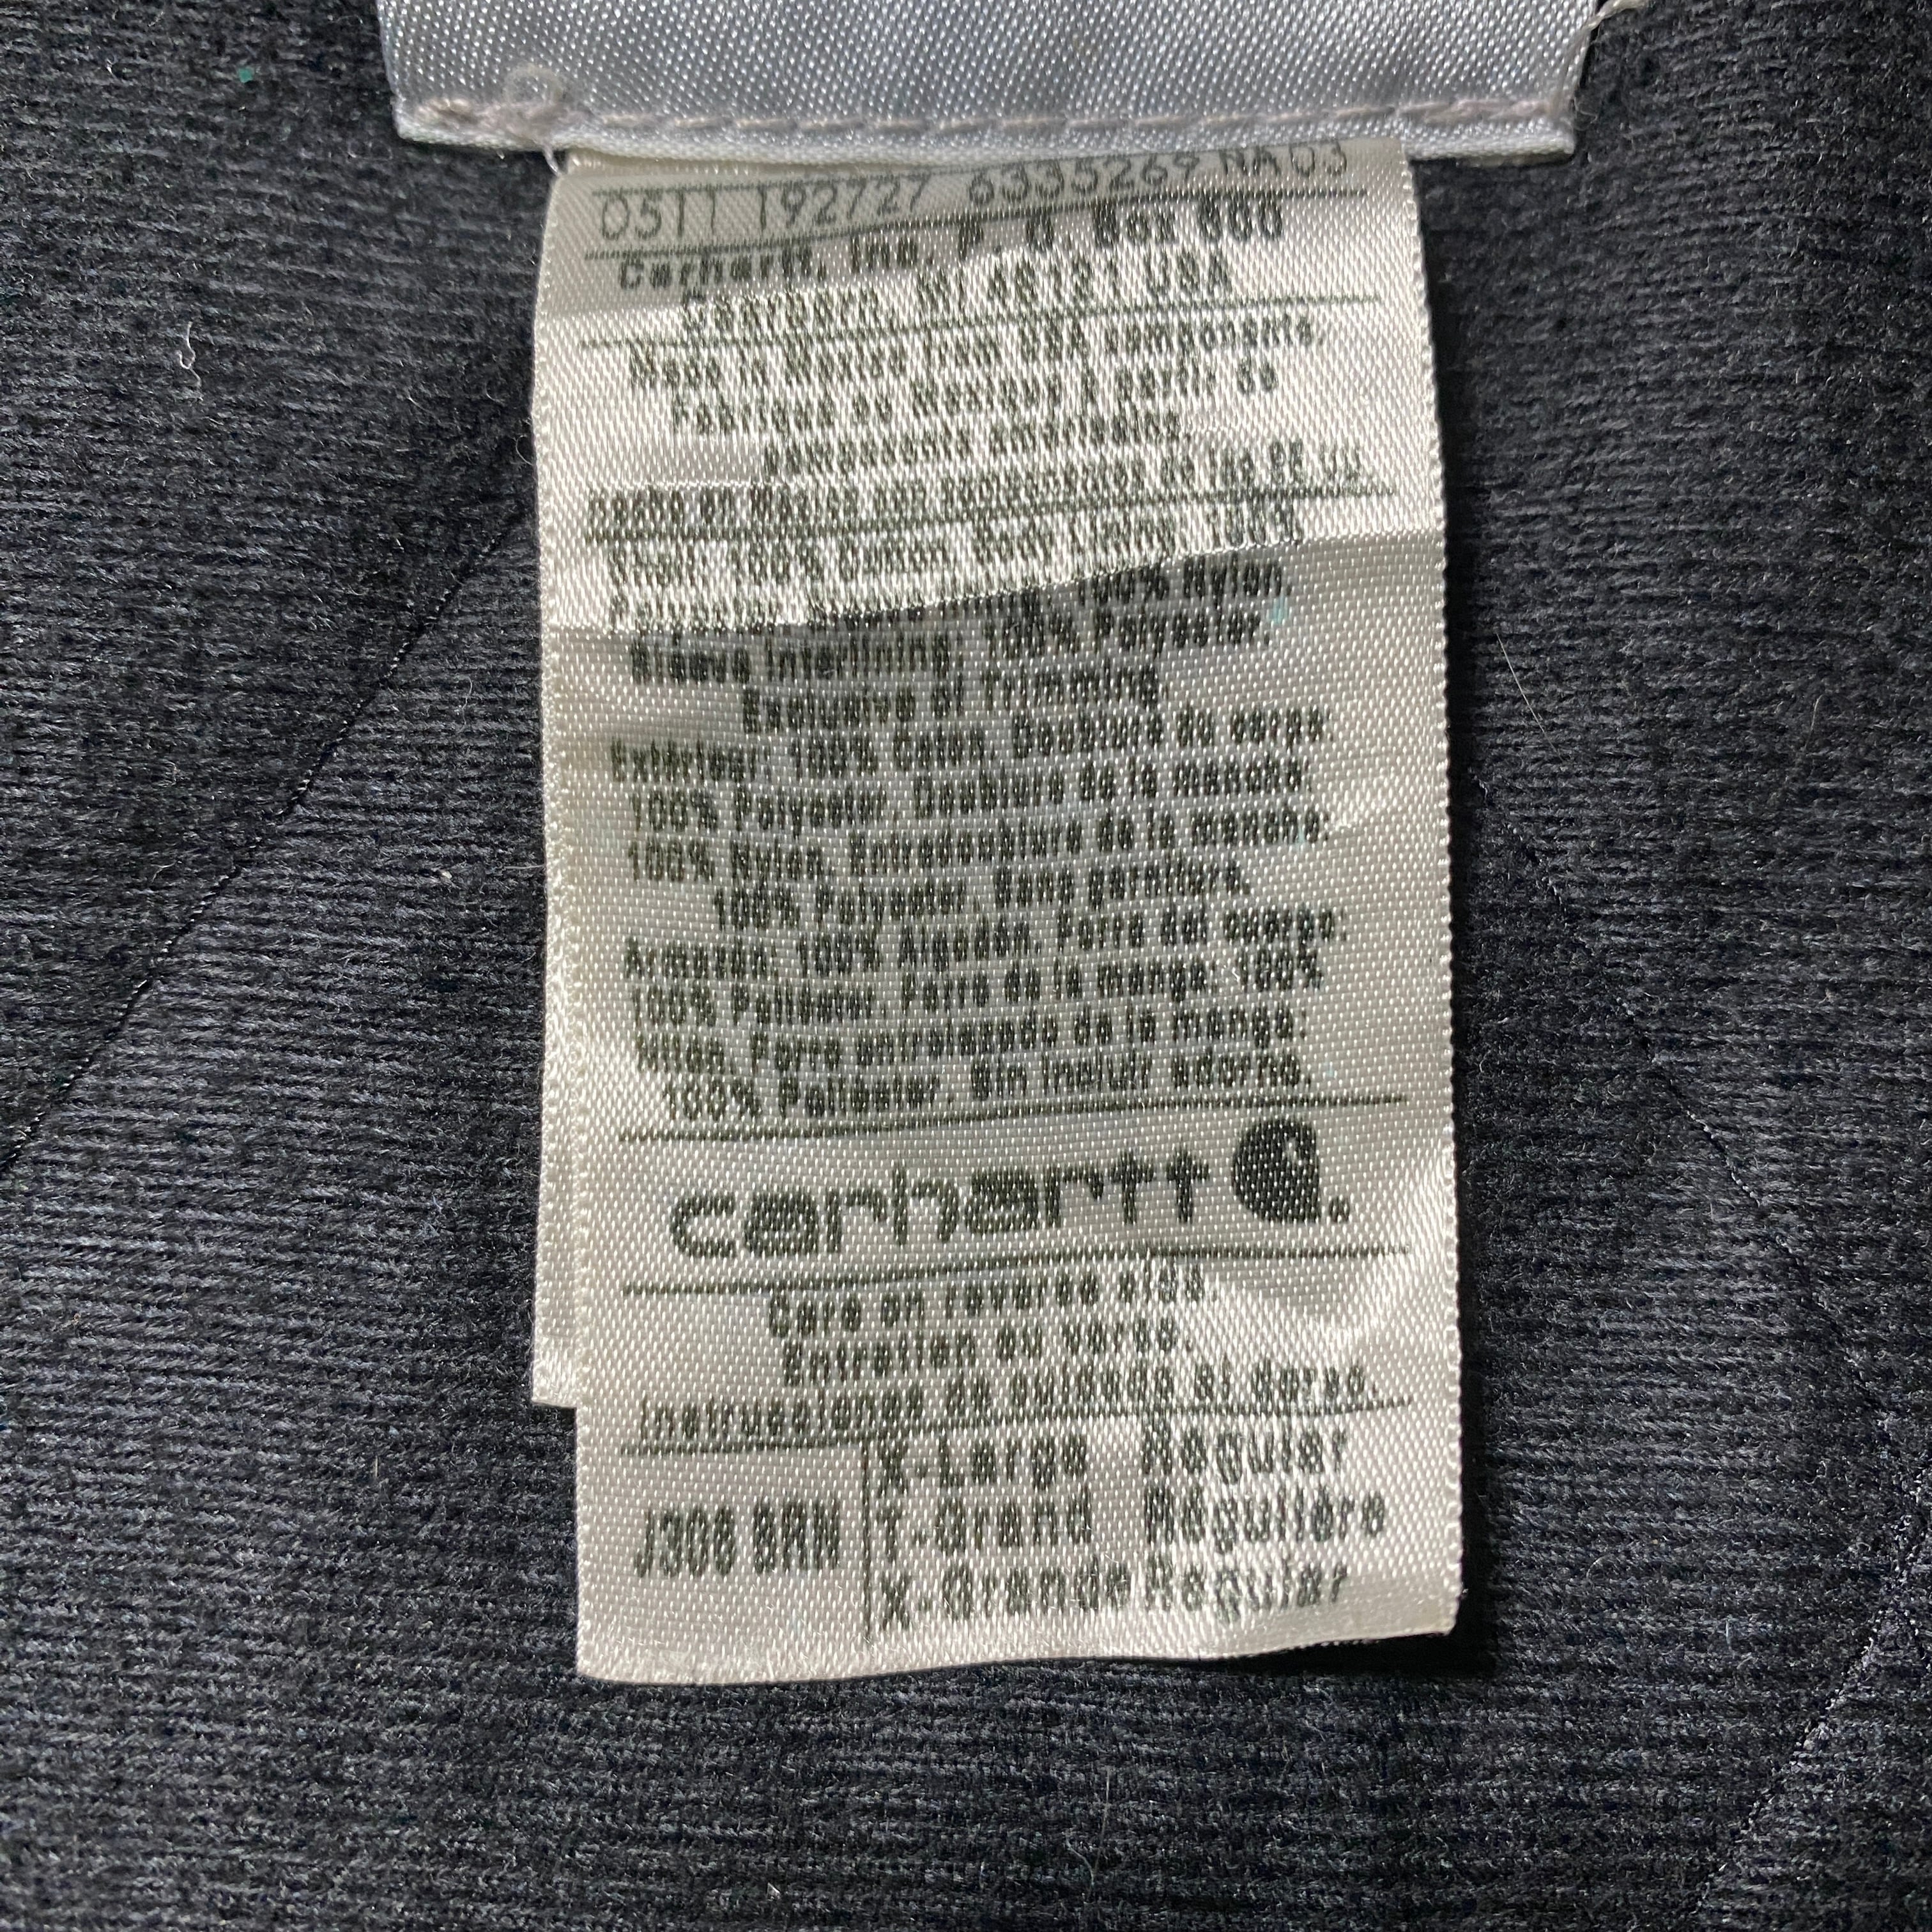 0511 192727 6335269 NA 03
Carhartt, Inc. P. O. Box 600
Dearborn, MI 48121 USA
Made in Mexico from USA components.
Fabriqué au Mexique à partir de
composants américains.
Hecho en México con componentes de los EE.UU.
Shell: 100% Cotton. Body Lining: 100%
Polyester. Sleeve Lining: 100% Nylon
Sleeve Interlining: 100% Polyester.
Exclusive of Trimming.
Extérieur: 100% Coton. Doublure du corps
100% Polyester. Doublure de la manche
100% Nylon. Entredoublure de la manche
100% Polyester. Sans garniture.
Armazón: 100% Algodón. Forro del cuerpo
100% Poliéster. Forro de la manga: 100%
Nilón. Forro de la manga:
100% Poliéster. Sin incluir adorno.
carhartt
Care on reverse side
Entretien au verso.
Instrucciones de cuidado al dorso.
J306 BRN
X-Large Regular
T-Grand Régulière
X-Grande Regular